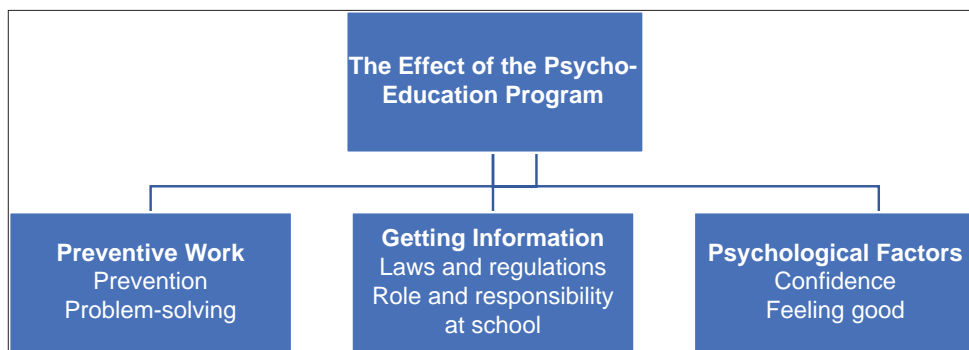 The Effect of the Psycho-
Education Program
Preventive Work
Prevention
Problem-solving
Getting Information
Laws and regulations
Role and responsibility
at school
Psychological Factors
Confidence
Feeling good